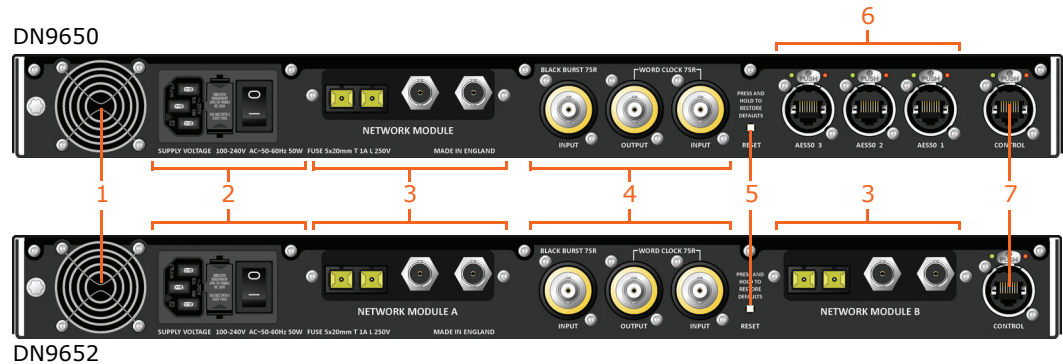 6
DN9650
BLACK BURST 75R
WORD CLOCK 75R
PUSH
PUSH
PUSH
PUSH
PRESS AND
HOLD TO
RESTORE
DEFAULTS
NETWORK MODULE
INPUT
OUTPUT
INPUT
RESET
AES50 3
AES50 2
AES50 1
CONTROL
SUPPLY VOLTAGE 100-240V AC~50-60Hz 50W FUSE 5x20mm T 1A L 250V
MADE IN ENGLAND
1
2
3
4
5
3
7
BLACK BURST 75R
WORD CLOCK 75R
PUSH
PRESS AND
HOLD TO
RESTORE
DEFAULTS
NETWORK MODULE A
NETWORK MODULE B
INPUT
OUTPUT
INPUT
RESET
CONTROL
SUPPLY VOLTAGE 100-240V AC~50-60Hz 50W FUSE 5x20mm T 1A L 250V
MADE IN ENGLAND
DN9652